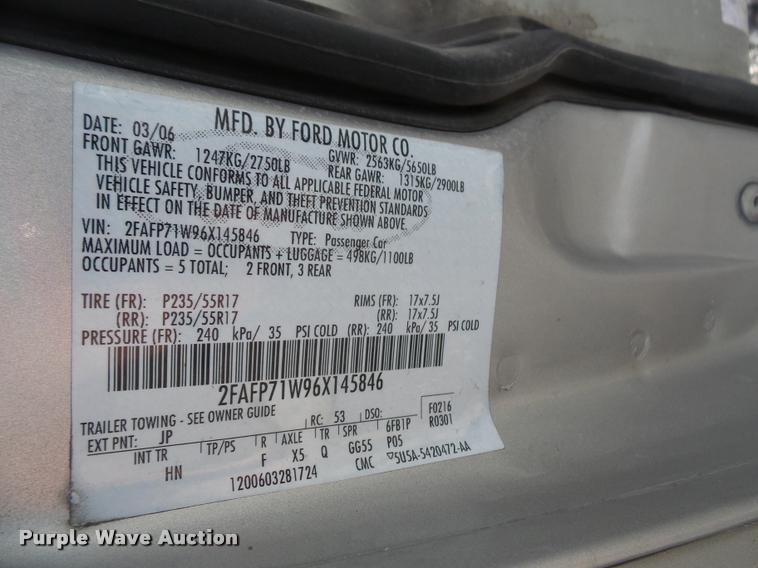 MFD. BY FORD MOTOR CO.
DATE: 03/06 GVWR: 2563KG/5650LB
FRONT GAWR: 1247KG/2750LB REAR GAWR: 1315KG/2900LB
THIS VEHICLE CONFORMS TO ALL APPLICABLE FEDERAL MOTOR
VEHICLE SAFETY, BUMPER, AND THEFT PREVENTION STANDARDS
IN EFFECT ON THE DATE OF MANUFACTURE SHOWN ABOVE.
VIN: 2FAFP71W96X145846 TYPE: Passenger Car
MAXIMUM LOAD = OCCUPANTS + LUGGAGE = 498KG/1100LB
OCCUPANTS = 5 TOTAL; 2 FRONT, 3 REAR
TIRE (FR): P235/55R17 RIMS (FR): 17x7.5J
(RR): P235/55R17 (RR): 17x7.5J
PRESSURE (FR): 240 kPa/ 35 PSI COLD (RR): 240 kPa/ 35 PSI COLD
2FAFP71W96X145846
TRAILER TOWING - SEE OWNER GUIDE
RC: 53 DSO: F0216
EXT PNT: JP 6FB1P R0301
INT TR TP/PS R AXLE TR SPR P05
HN F X5 Q GG55
1200603281724 CMC 5U5A-5420472-AA
Purple Wave Auction